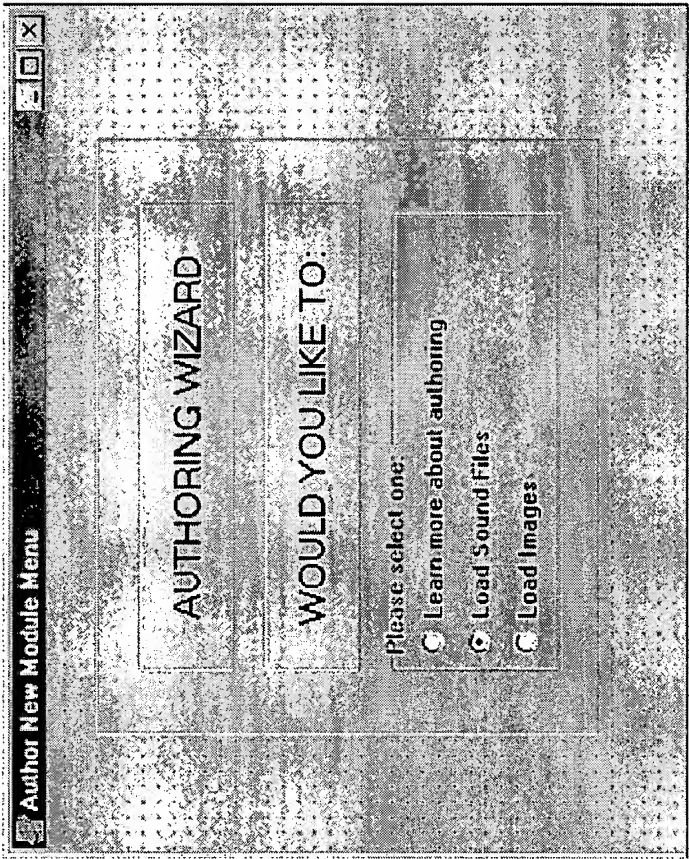 Author New Module Menu
AUTHORING WIZARD
WOULD YOU LIKE TO:
Please select one:
Learn more about authoring
Load Sound Files
Load Images